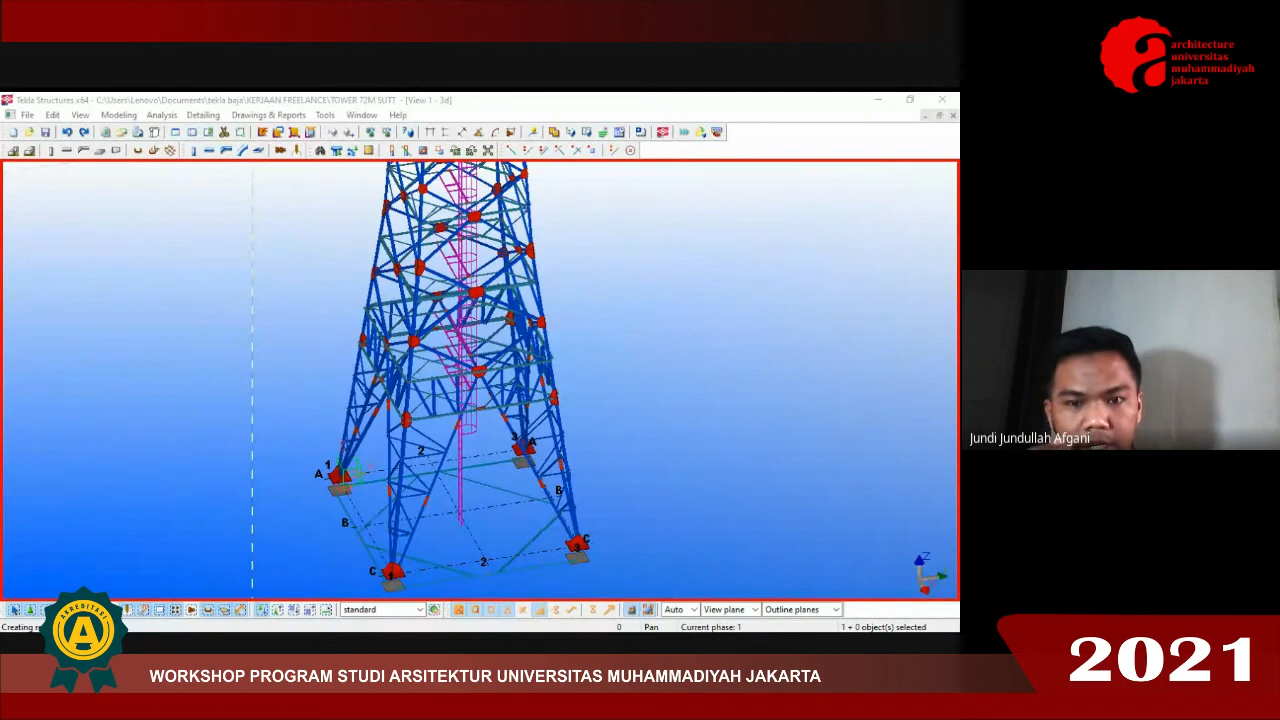 architecture
universitas
muhammadiyah
jakarta
Tekla Structures x64 - C:\Users\Lenovo\Documents\tekla baja\KERJAAN FREELANCE\TOWER 72M SUTT - [View 1 - 3d]
File Edit View Modeling Analysis Detailing Drawings & Reports Tools Window Help
2
3 A
1
A
B
B
C
3
2
C
Z
Jundi Jundullah Afgani
standard
Auto
View plane
Outline planes
0
Pan
Current phase: 1
1 + 0 object(s) selected
AKREDITASI
A
WORKSHOP PROGRAM STUDI ARSITEKTUR UNIVERSITAS MUHAMMADIYAH JAKARTA
2021